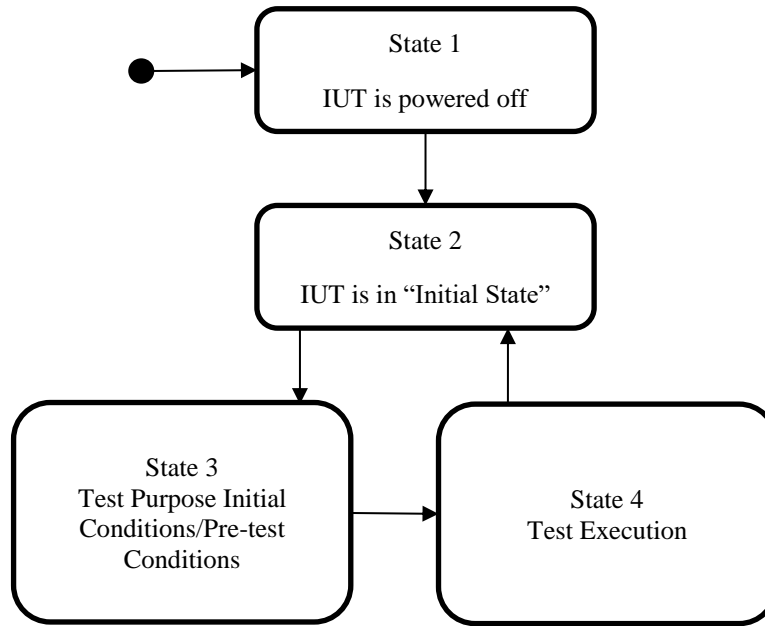 State 1
IUT is powered off
State 2
IUT is in “Initial State”
State 3
Test Purpose Initial
Conditions/Pre-test
Conditions
State 4
Test Execution